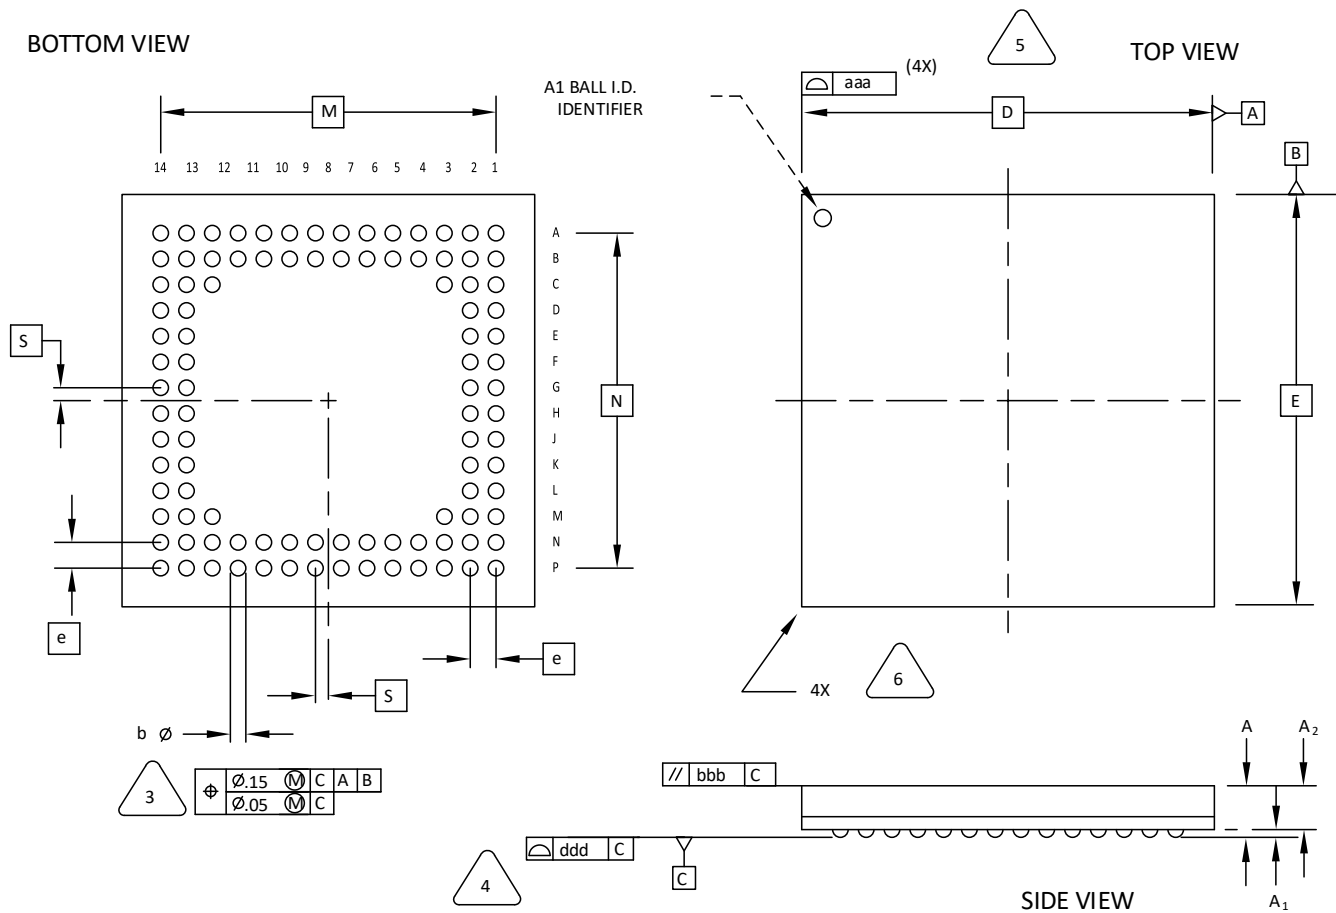 BOTTOM VIEW
M
14 13 12 11 10 9 8 7 6 5 4 3 2 1
A
B
C
D
E
F
G
H
J
K
L
M
N
P
S
N
e
e
S
b Ø
3
⌖ Ø.15 Ⓜ C A B
Ø.05 Ⓜ C
A1 BALL I.D.
IDENTIFIER
5
TOP VIEW
aaa (4X)
D
A
B
E
4X
6
// bbb C
A
A2
ddd C
C
4
A1
SIDE VIEW